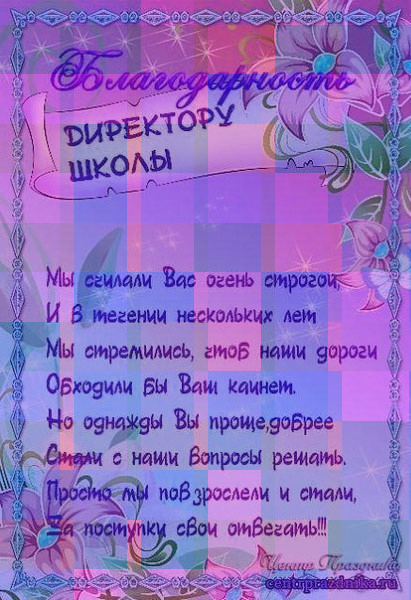 Благодарность
ДИРЕКТОРУ
ШКОЛЫ
Мы считали Вас очень строгой,
И в течении нескольких лет
Мы стремились, чтоб наши дороги
Обходили бы Ваш каинет.
Но однажды Вы проще,добрее
Стали с наши вопросы решать.
Просто мы повзрослели и стали,
За поступки свои отвечать!!!
Центр Праздника
centrprazdnika.ru